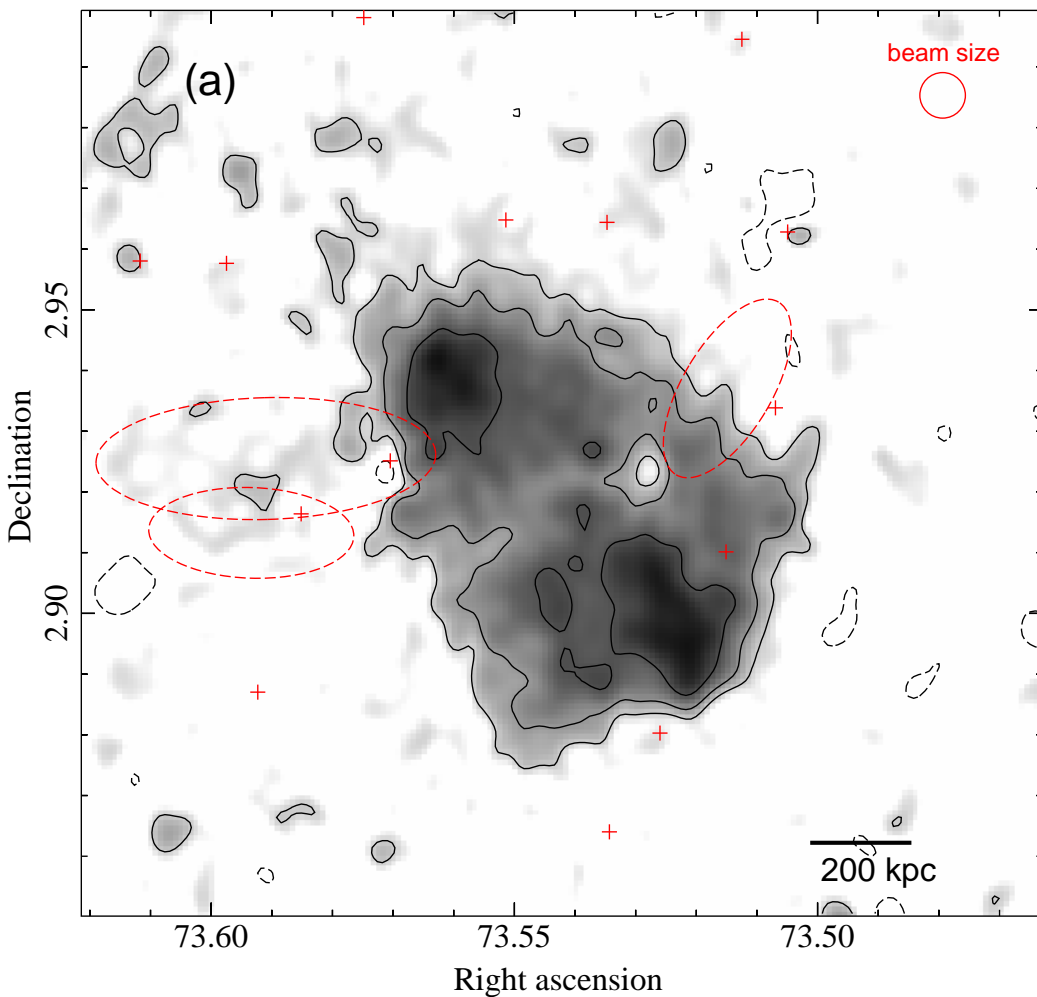 (a)
beam size
2.95
2.90
Declination
200 kpc
73.60
73.55
73.50
Right ascension